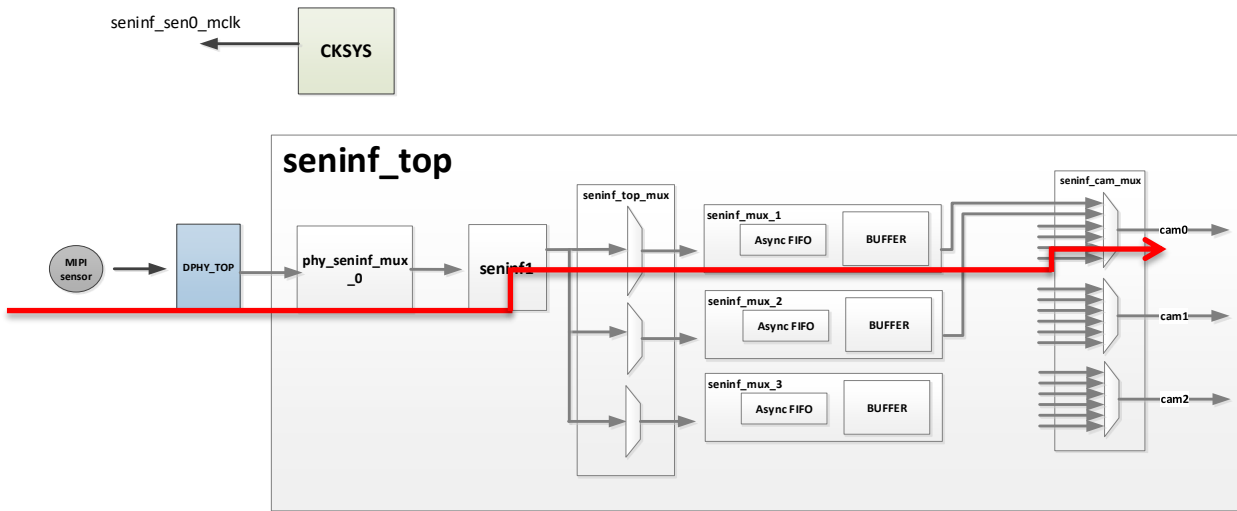 seninf_sen0_mclk
CKSYS
seninf_top
seninf_top_mux
seninf_cam_mux
seninf_mux_1
Async FIFO
BUFFER
cam0
MIPI
sensor
DPHY_TOP
phy_seninf_mux
_0
seninf1
seninf_mux_2
Async FIFO
BUFFER
cam1
seninf_mux_3
Async FIFO
BUFFER
cam2